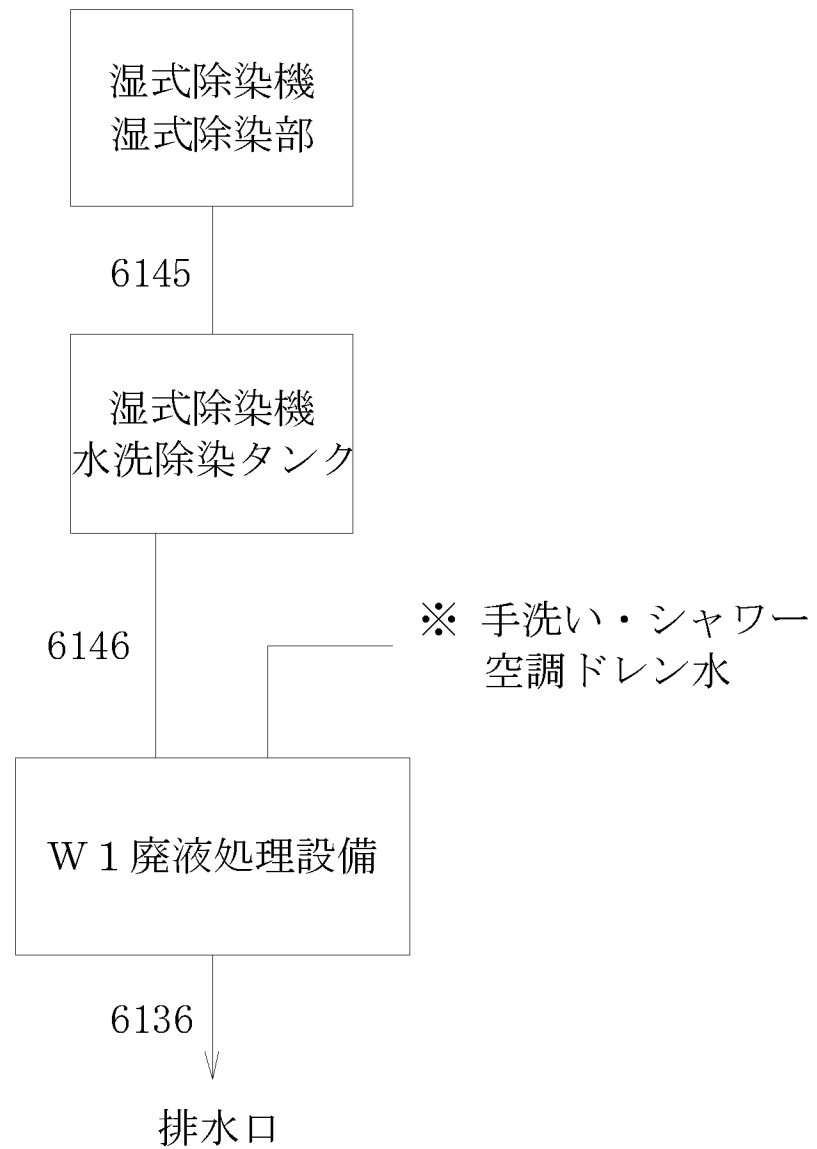 湿式除染機
湿式除染部
6145
湿式除染機
水洗除染タンク
6146
※ 手洗い・シャワー
空調ドレン水
Ｗ１廃液処理設備
6136
排水口